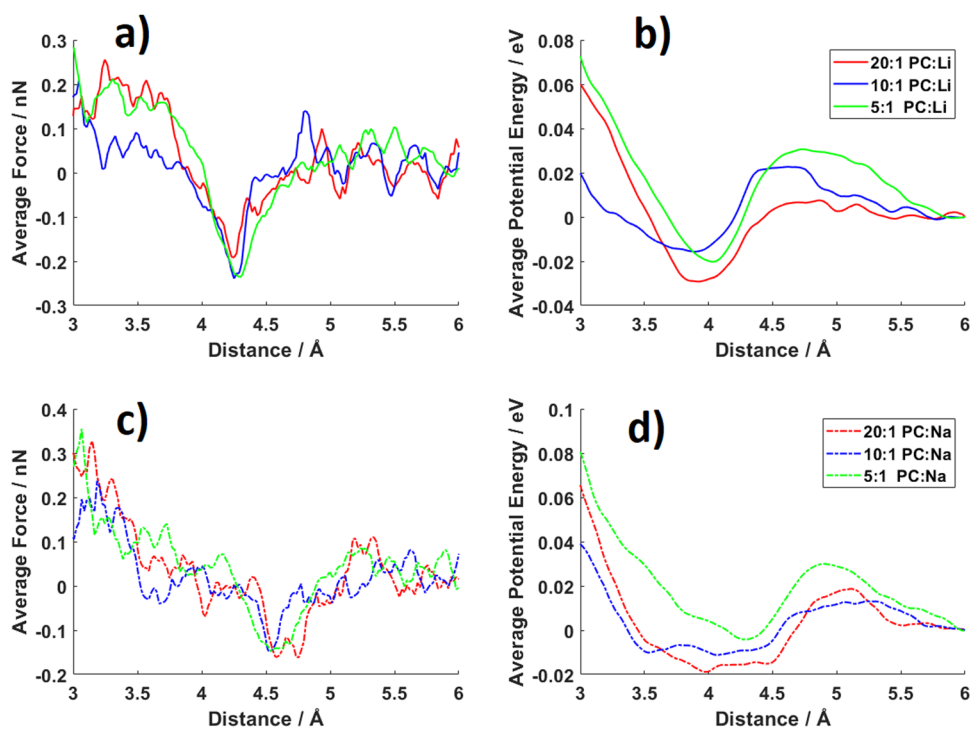 a)
0.3
0.2
0.1
0
-0.1
-0.2
-0.3
Average Force / nN
3 3.5 4 4.5 5 5.5 6
Distance / Å
b)
0.08
0.06
0.04
0.02
0
-0.02
-0.04
Average Potential Energy / eV
20:1 PC:Li
10:1 PC:Li
5:1 PC:Li
3 3.5 4 4.5 5 5.5 6
Distance / Å
c)
0.4
0.3
0.2
0.1
0
-0.1
-0.2
Average Force / nN
3 3.5 4 4.5 5 5.5 6
Distance / Å
d)
0.1
0.08
0.06
0.04
0.02
0
-0.02
Average Potential Energy / eV
20:1 PC:Na
10:1 PC:Na
5:1 PC:Na
3 3.5 4 4.5 5 5.5 6
Distance / Å